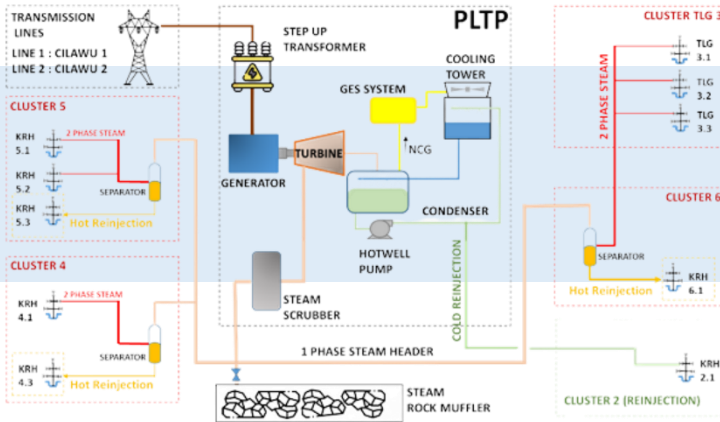 TRANSMISSION
LINES
LINE 1 : CILAWU 1
LINE 2 : CILAWU 2
STEP UP
TRANSFORMER
PLTP
COOLING
TOWER
GES SYSTEM
NCG
GENERATOR
TURBINE
CONDENSER
HOTWELL
PUMP
STEAM
SCRUBBER
COLD REINJECTION
CLUSTER TLG 3
TLG
3.1
TLG
3.2
TLG
3.3
2 PHASE STEAM
CLUSTER 5
KRH
5.1
2 PHASE STEAM
KRH
5.2
SEPARATOR
KRH
5.3
Hot Reinjection
CLUSTER 6
SEPARATOR
Hot Reinjection
KRH
6.1
CLUSTER 4
KRH
4.1
2 PHASE STEAM
SEPARATOR
KRH
4.3
Hot Reinjection
1 PHASE STEAM HEADER
STEAM
ROCK MUFFLER
KRH
2.1
CLUSTER 2 (REINJECTION)